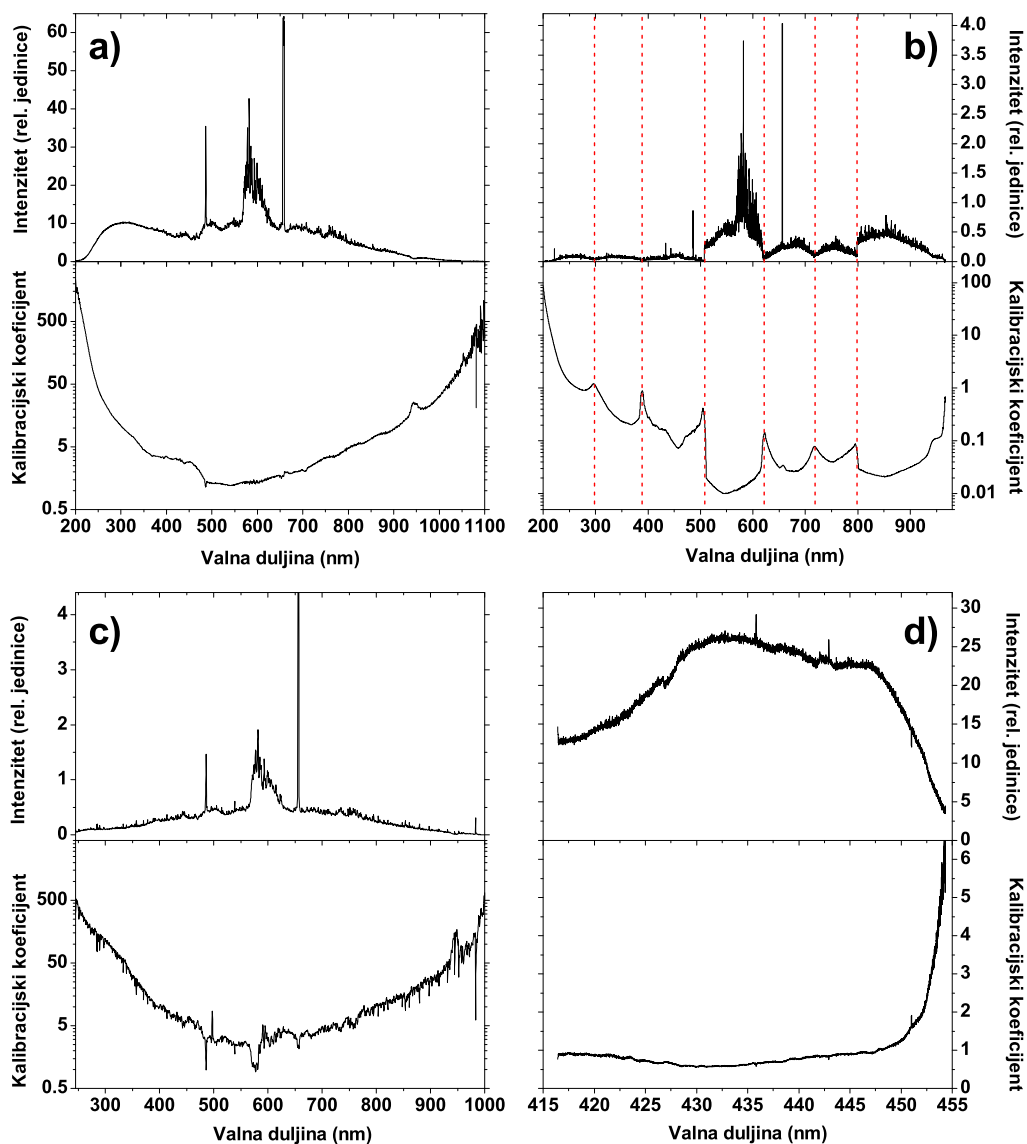 a)
Intenzitet (rel. jedinice)
60
50
40
30
20
10
0
Kalibracijski koeficijent
500
50
5
0.5
200 300 400 500 600 700 800 900 1000 1100
Valna duljina (nm)
b)
Intenzitet (rel. jedinice)
4.0
3.5
3.0
2.5
2.0
1.5
1.0
0.5
0.0
Kalibracijski koeficijent
100
10
1
0.1
0.01
200 300 400 500 600 700 800 900
Valna duljina (nm)
c)
Intenzitet (rel. jedinice)
4
3
2
1
0
Kalibracijski koeficijent
500
50
5
0.5
300 400 500 600 700 800 900 1000
Valna duljina (nm)
d)
Intenzitet (rel. jedinice)
30
25
20
15
10
5
0
Kalibracijski koeficijent
6
5
4
3
2
1
0
415 420 425 430 435 440 445 450 455
Valna duljina (nm)